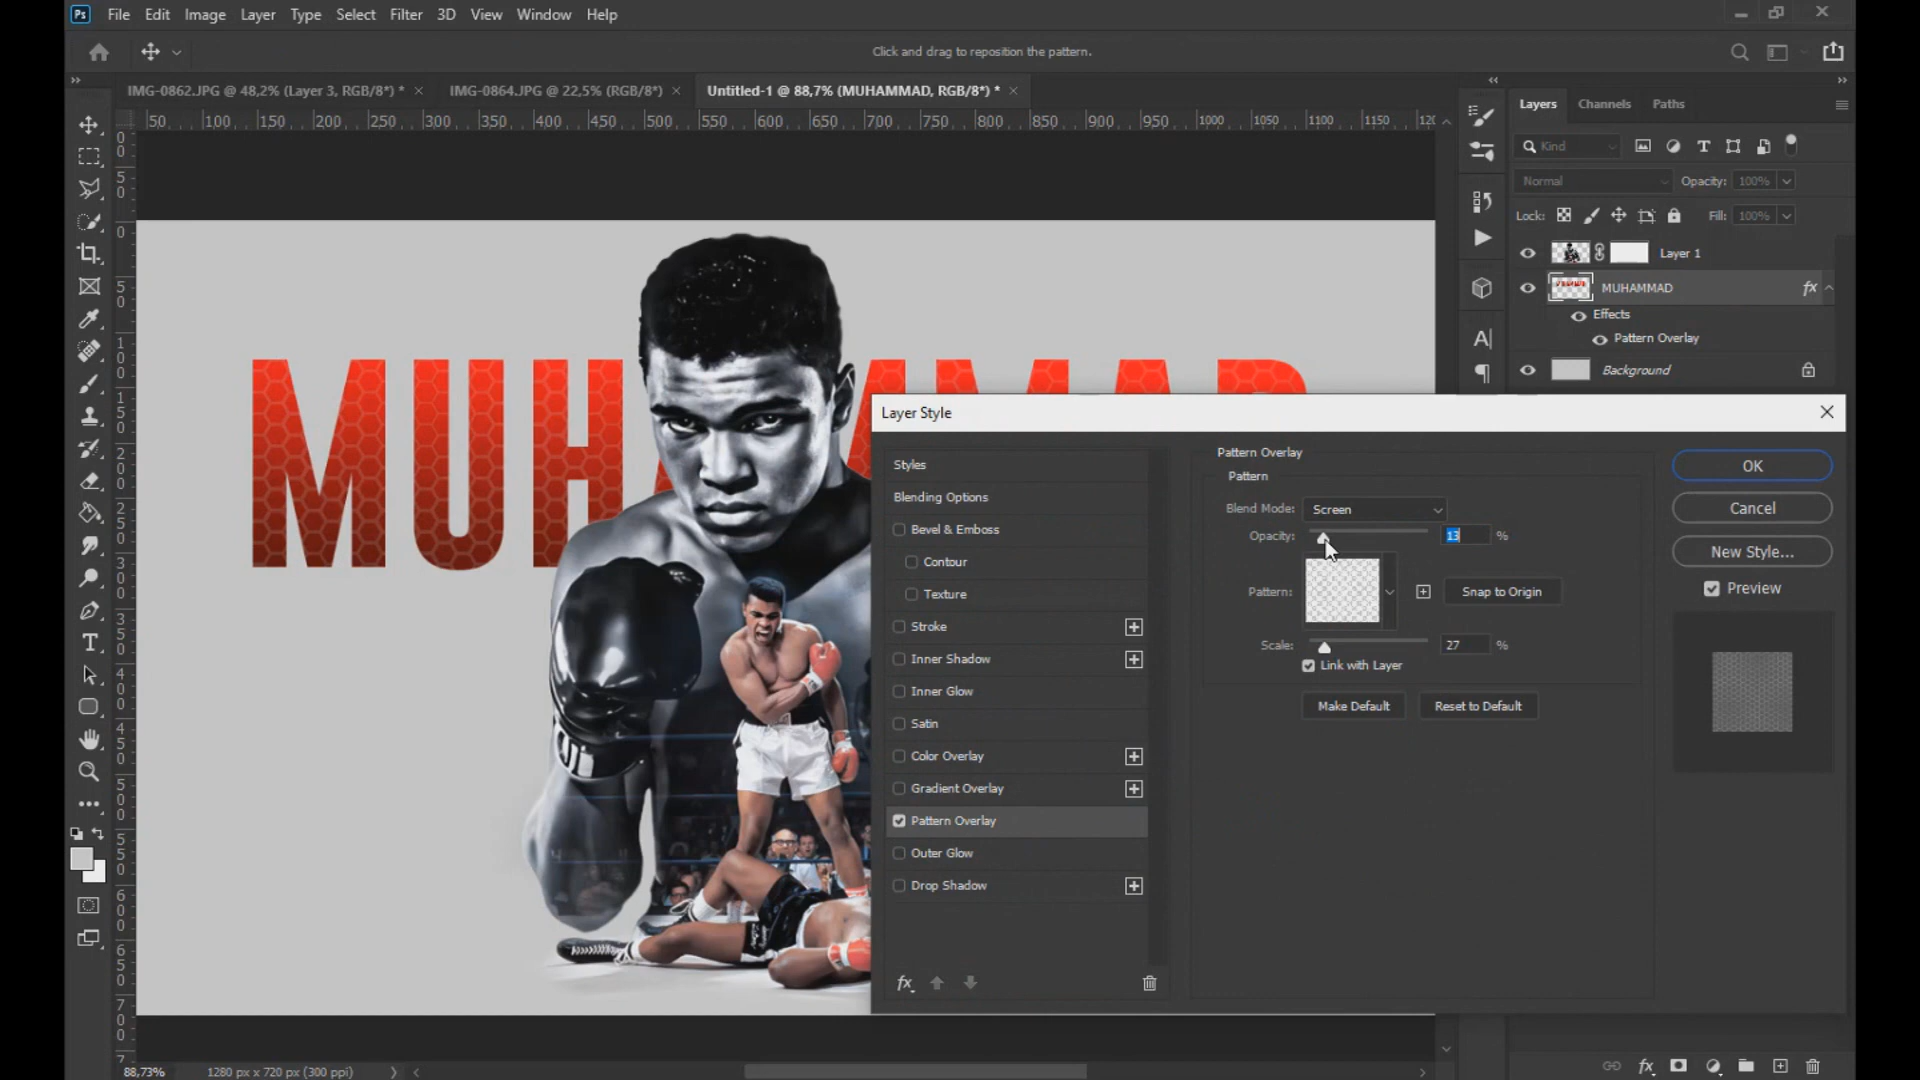 Ps File Edit Image Layer Type Select Filter 3D View Window Help
Click and drag to reposition the pattern.
IMG-0862.JPG @ 48,2% (Layer 3, RGB/8*) * × IMG-0864.JPG @ 22,5% (RGB/8*) × Untitled-1 @ 88,7% (MUHAMMAD, RGB/8*) * ×
50 100 150 200 250 300 350 400 450 500 550 600 650 700 750 800 850 900 950 1000 1050 1100 1150 120
Layers Channels Paths
Kind
Normal Opacity: 100%
Lock: Fill: 100%
Layer 1
MUHAMMAD fx
Effects
Pattern Overlay
Background
MUHAMMAD
Layer Style
Styles
Blending Options
Bevel & Emboss
Contour
Texture
Stroke
Inner Shadow
Inner Glow
Satin
Color Overlay
Gradient Overlay
Pattern Overlay
Outer Glow
Drop Shadow
fx
Pattern Overlay
Pattern
Blend Mode: Screen
Opacity: 13 %
Pattern: Snap to Origin
Scale: 27 %
Link with Layer
Make Default Reset to Default
OK
Cancel
New Style...
Preview
88,73% 1280 px x 720 px (300 ppi)
fx